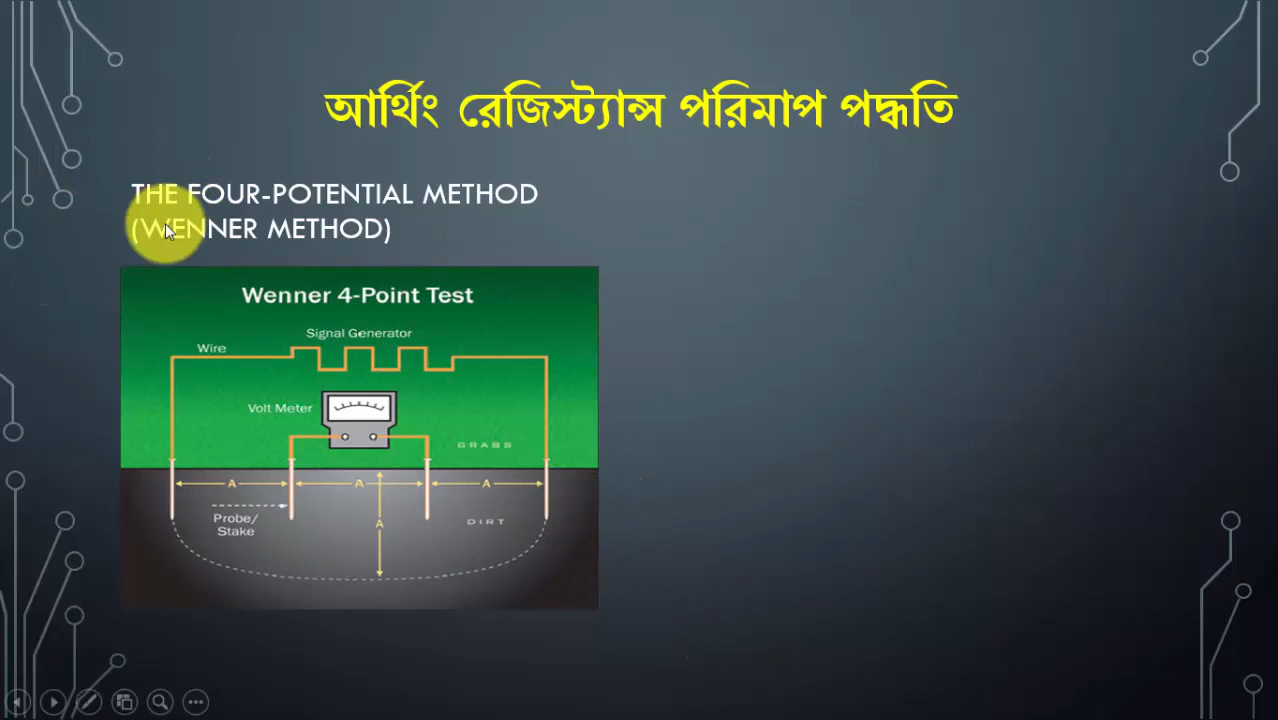 আর্থিং রেজিস্ট্যান্স পরিমাপ পদ্ধতি
THE FOUR-POTENTIAL METHOD
(WENNER METHOD)
Wenner 4-Point Test
Signal Generator
Wire
Volt Meter
GRASS
A A A
Probe/
Stake
A
DIRT